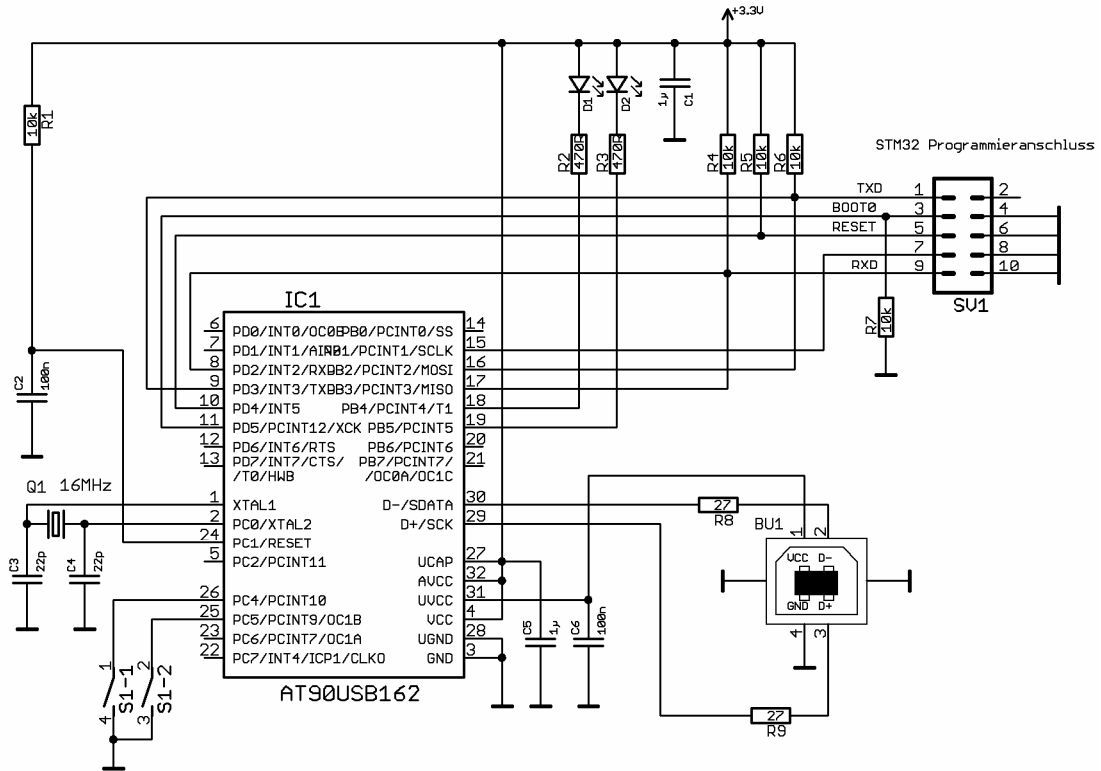 +3.3V
10k
R1
D1
D2
1µ
C1
R2
470R
R3
470R
R4
10k
R5
10k
R6
10k
STM32 Programmieranschluss
TXD
1
2
BOOT0
3
4
RESET
5
6
7
8
RXD
9
10
SV1
R7
10k
C2
100n
IC1
6
PD0/INT0/OC0B
PB0/PCINT0/SS
14
7
PD1/INT1/AIN0
PB1/PCINT1/SCLK
15
8
PD2/INT2/RXD
PB2/PCINT2/MOSI
16
9
PD3/INT3/TXD
PB3/PCINT3/MISO
17
10
PD4/INT5
PB4/PCINT4/T1
18
11
PD5/PCINT12/XCK
PB5/PCINT5
19
12
PD6/INT6/RTS
PB6/PCINT6
20
13
PD7/INT7/CTS/
PB7/PCINT7/
21
/T0/HWB
/OC0A/OC1C
Q1
16MHz
1
XTAL1
D-/SDATA
30
2
PC0/XTAL2
D+/SCK
29
24
PC1/RESET
5
PC2/PCINT11
UCAP
27
AVCC
32
26
PC4/PCINT10
UVCC
31
25
PC5/PCINT9/OC1B
VCC
4
23
PC6/PCINT7/OC1A
UGND
28
22
PC7/INT4/ICP1/CLKO
GND
3
AT90USB162
C3
22p
C4
22p
1
2
S1-1
S1-2
4
3
C5
1µ
C6
100n
27
R8
BU1
1
2
VCC
D-
GND
D+
4
3
27
R9